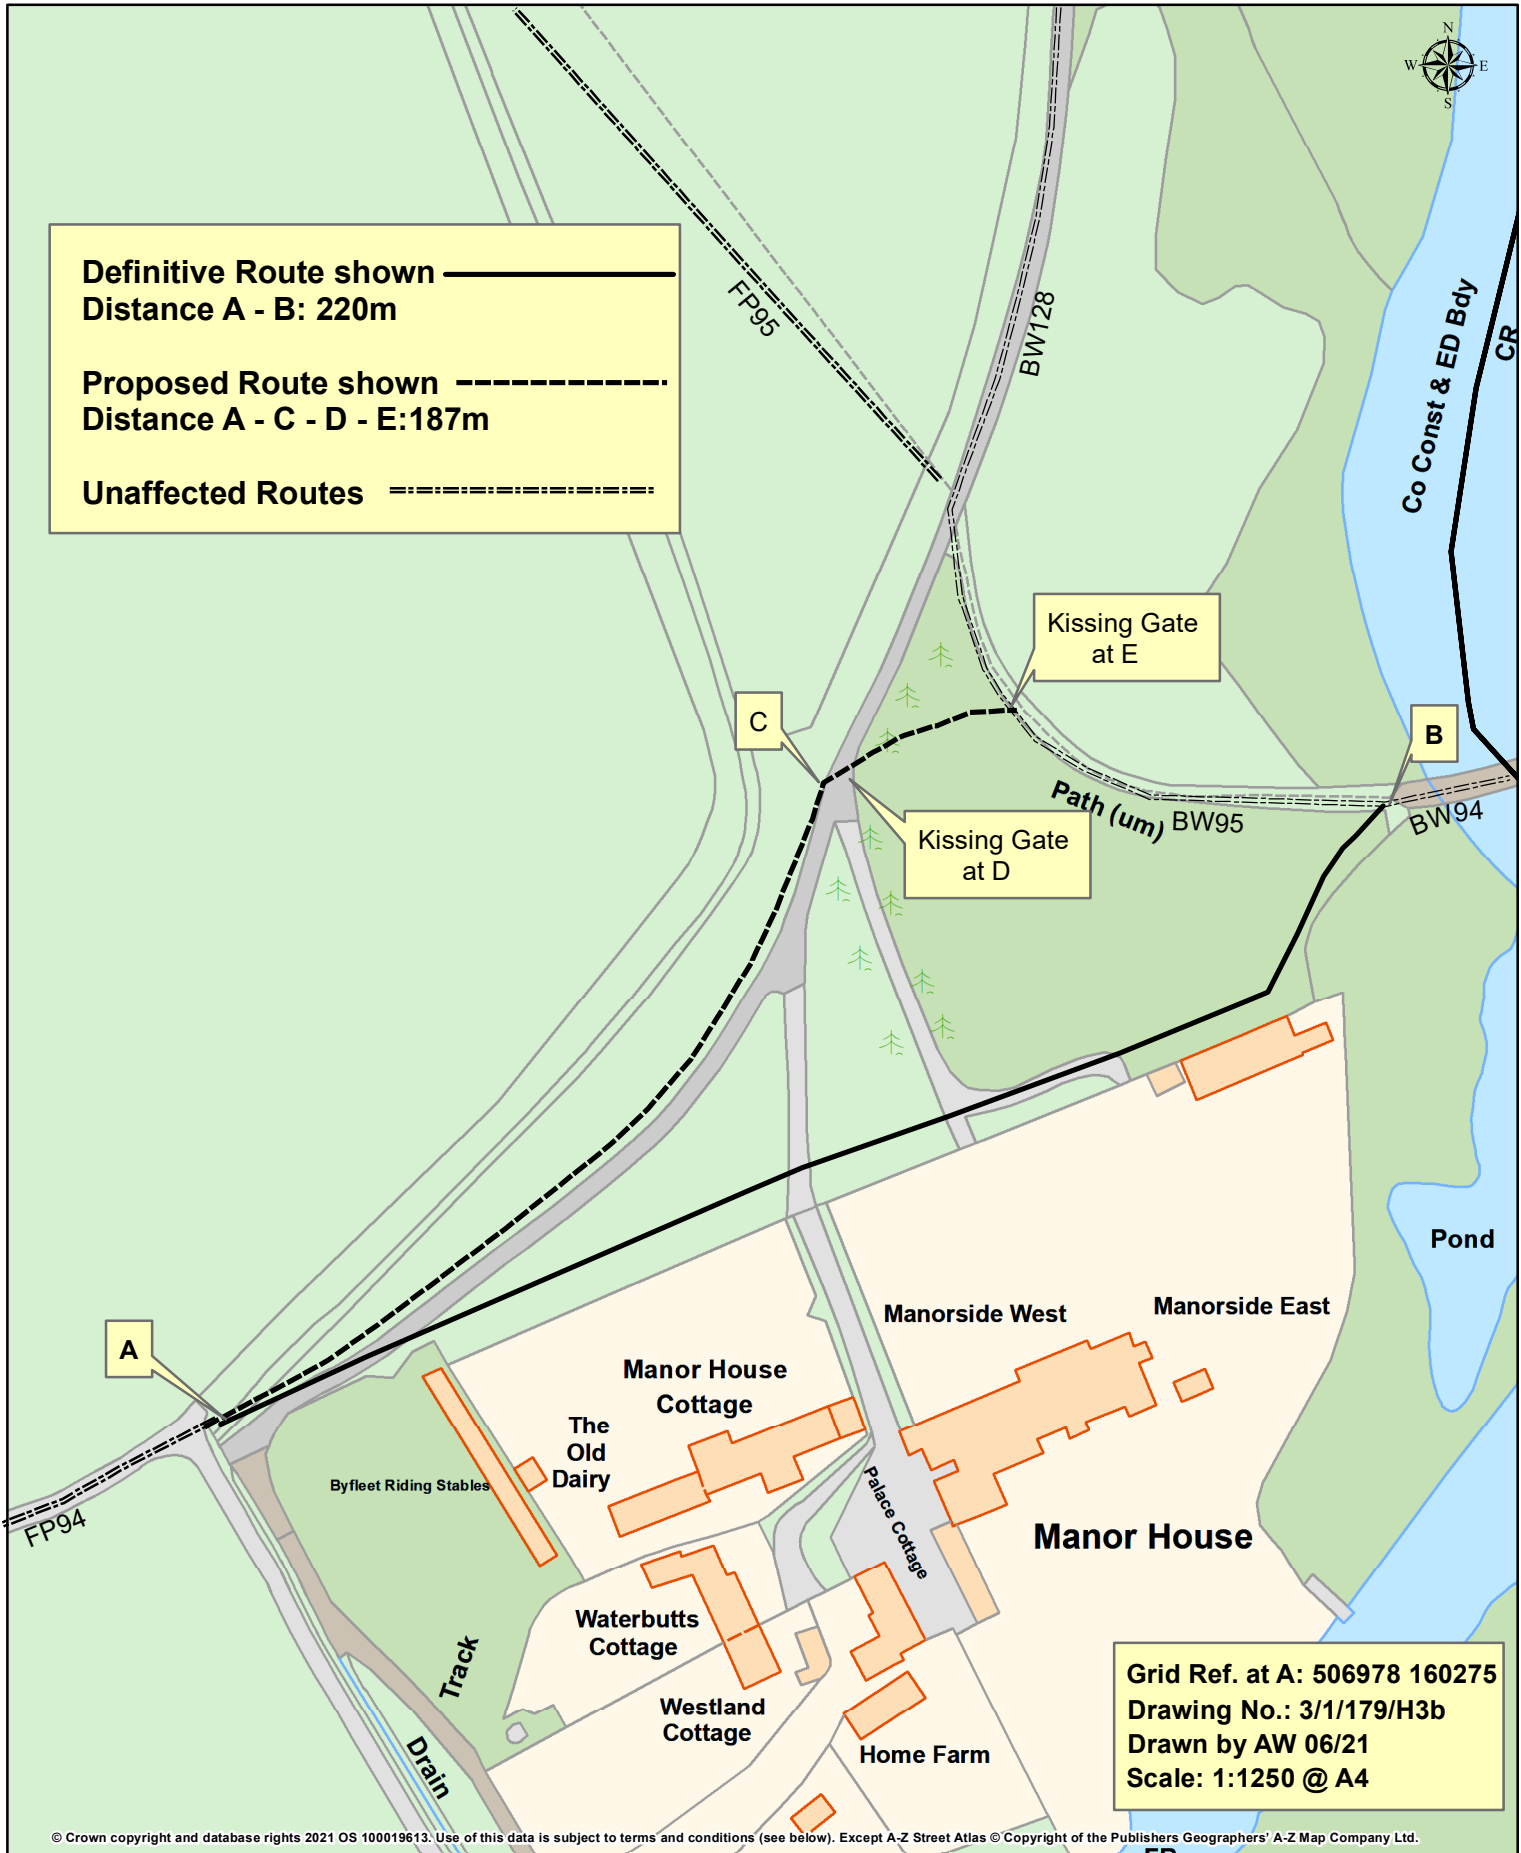 N
W E
S
Definitive Route shown
Distance A - B: 220m
Proposed Route shown
Distance A - C - D - E:187m
Unaffected Routes
FP95
BW128
Co Const & ED Bdy
CR
Kissing Gate
at E
C
B
Path (um)
BW95
BW94
Kissing Gate
at D
Pond
Manorside East
Manorside West
A
Manor House
Cottage
The
Old
Dairy
Byfleet Riding Stables
Palace Cottage
FP94
Manor House
Waterbutts
Cottage
Track
Westland
Cottage
Drain
Home Farm
Grid Ref. at A: 506978 160275
Drawing No.: 3/1/179/H3b
Drawn by AW 06/21
Scale: 1:1250 @ A4
© Crown copyright and database rights 2021 OS 100019613. Use of this data is subject to terms and conditions (see below). Except A-Z Street Atlas © Copyright of the Publishers Geographers' A-Z Map Company Ltd.